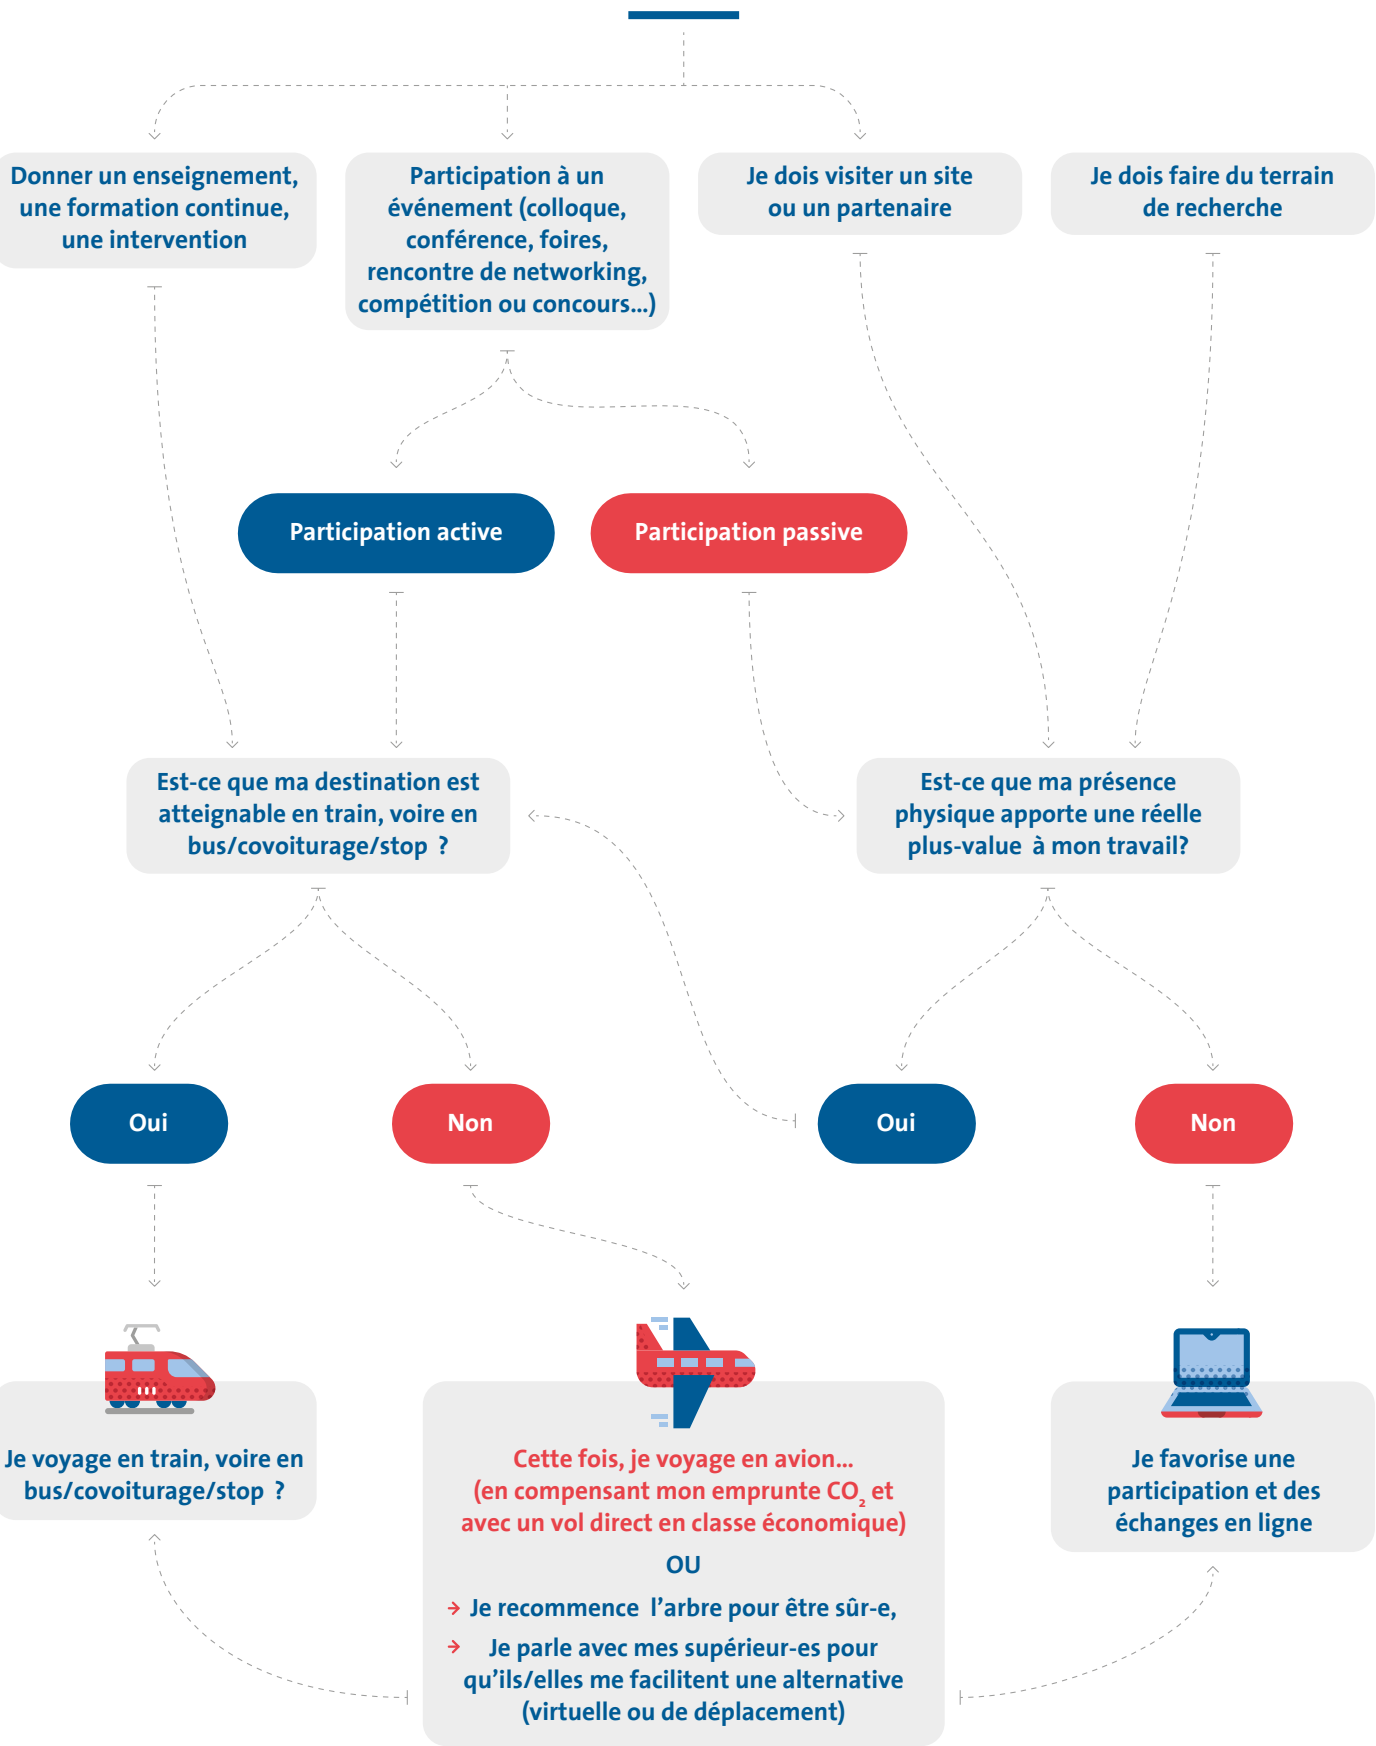 Donner un enseignement,
une formation continue,
une intervention
Participation à un
événement (colloque,
conférence, foires,
rencontre de networking,
compétition ou concours...)
Je dois visiter un site
ou un partenaire
Je dois faire du terrain
de recherche
Participation active
Participation passive
Est-ce que ma destination est
atteignable en train, voire en
bus/covoiturage/stop ?
Est-ce que ma présence
physique apporte une réelle
plus-value à mon travail?
Oui
Non
Oui
Non
Je voyage en train, voire en
bus/covoiturage/stop ?
Cette fois, je voyage en avion...
(en compensant mon emprunte CO₂ et
avec un vol direct en classe économique)
OU
→ Je recommence l'arbre pour être sûr-e,
→ Je parle avec mes supérieur-es pour
qu'ils/elles me facilitent une alternative
(virtuelle ou de déplacement)
Je favorise une
participation et des
échanges en ligne